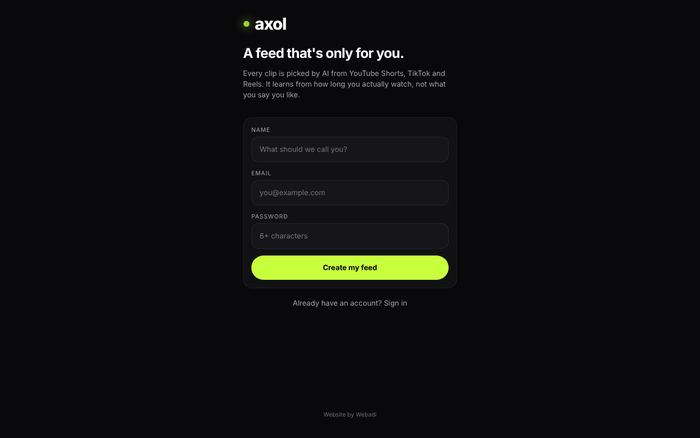 axol
A feed that's only for you.
Every clip is picked by AI from YouTube Shorts, TikTok and
Reels. It learns from how long you actually watch, not what
you say you like.
NAME
What should we call you?
EMAIL
you@example.com
PASSWORD
6+ characters
Create my feed
Already have an account? Sign in
Website by Webadi